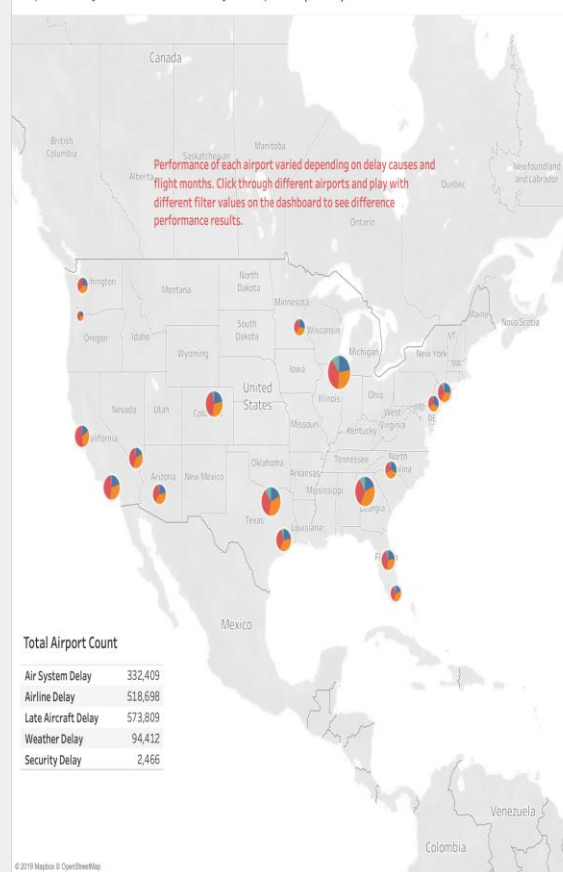 Canada
British
Columbia
Alberta
Saskatchewan
Manitoba
Performance of each airport varied depending on delay causes and
flight months. Click through different airports and play with
different filter values on the dashboard to see difference
performance results.
Newfoundland
and Labrador
Quebec
Ontario
Nova Scotia
Maine
Montana
North
Dakota
Minnesota
Oregon
Idaho
South
Dakota
Wisconsin
Michigan
VT
New York
MA
Wyoming
Iowa
Nevada
Utah
United
States
Illinois
Ohio
Missouri
Kentucky
West
Virginia
DE
Arizona
New Mexico
Oklahoma
Arkansas
Tennessee
North
Mississippi
Texas
Louisiana
Mexico
Total Airport Count
Air System Delay 332,409
Airline Delay 518,698
Late Aircraft Delay 573,809
Weather Delay 94,412
Security Delay 2,466
Venezuela
Colombia
© 2019 Mapbox © OpenStreetMap